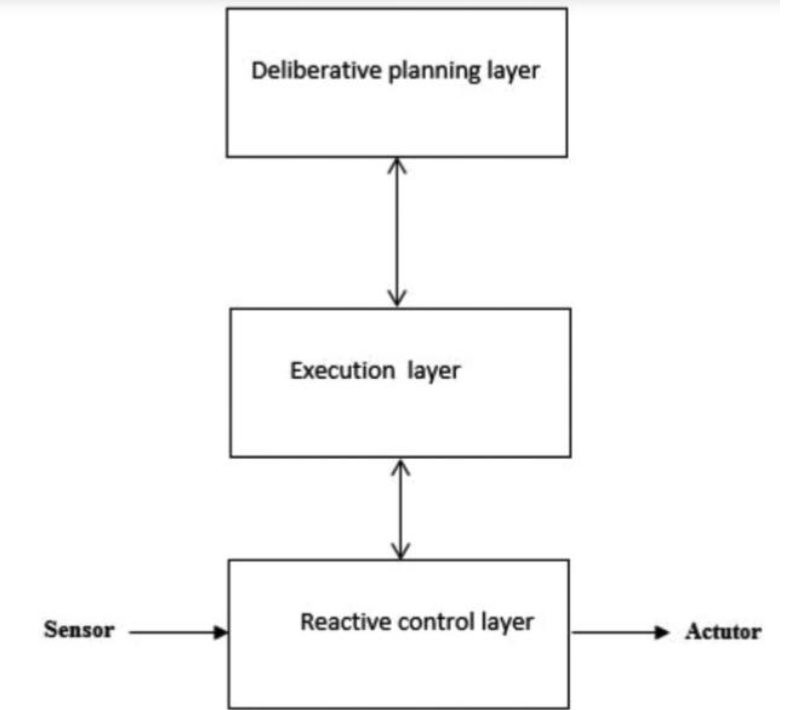 Deliberative planning layer
Execution layer
Sensor
Reactive control layer
Actutor